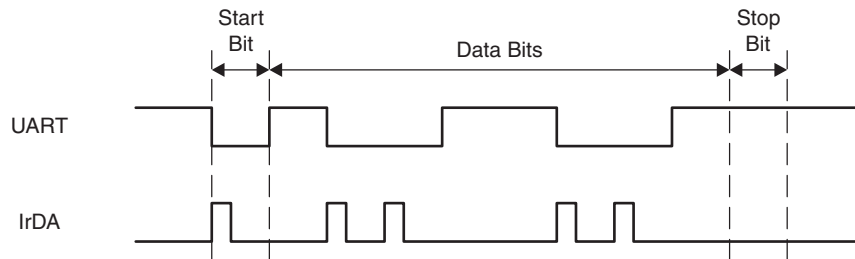 Start
Bit
Data Bits
Stop
Bit
UART
IrDA